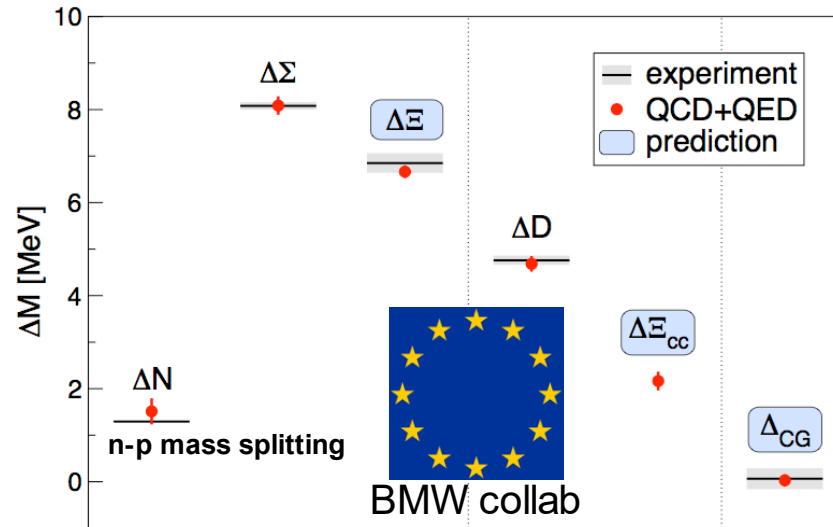 10
8
6
4
2
0
ΔM [MeV]
ΔΣ
ΔΞ
experiment
QCD+QED
prediction
ΔD
ΔΞcc
ΔN
n-p mass splitting
ΔCG
BMW collab